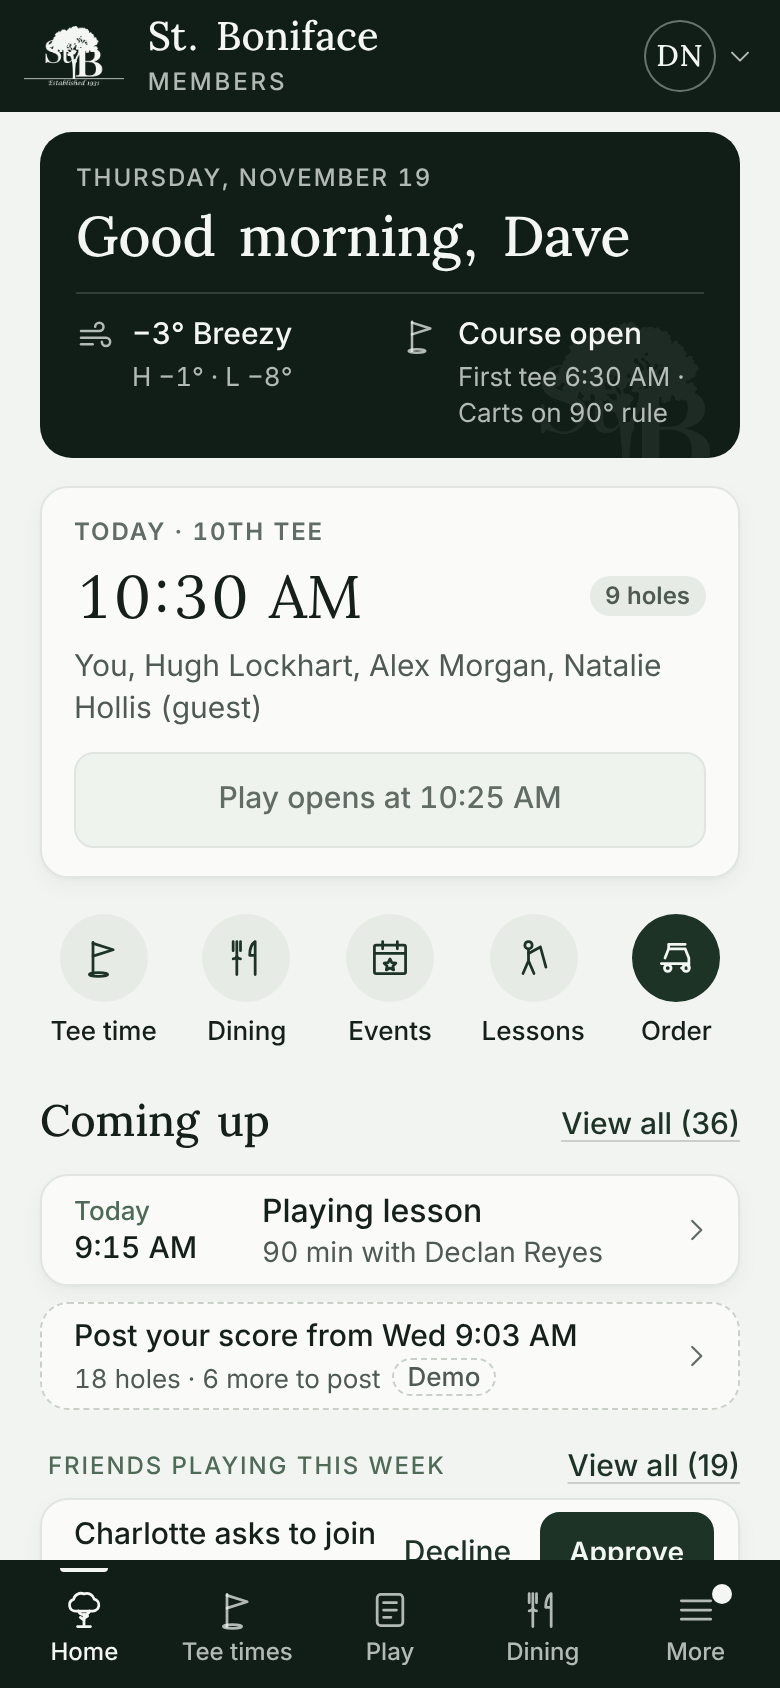 St B
Established 1931
St. Boniface
MEMBERS
DN
THURSDAY, NOVEMBER 19
Good morning, Dave
−3° Breezy
H −1° · L −8°
Course open
First tee 6:30 AM ·
Carts on 90° rule
TODAY · 10TH TEE
10:30 AM
9 holes
You, Hugh Lockhart, Alex Morgan, Natalie
Hollis (guest)
Play opens at 10:25 AM
Tee time
Dining
Events
Lessons
Order
Coming up
View all (36)
Today
9:15 AM
Playing lesson
90 min with Declan Reyes
Post your score from Wed 9:03 AM
18 holes · 6 more to post
Demo
FRIENDS PLAYING THIS WEEK
View all (19)
Charlotte asks to join
Decline
Approve
Home
Tee times
Play
Dining
More